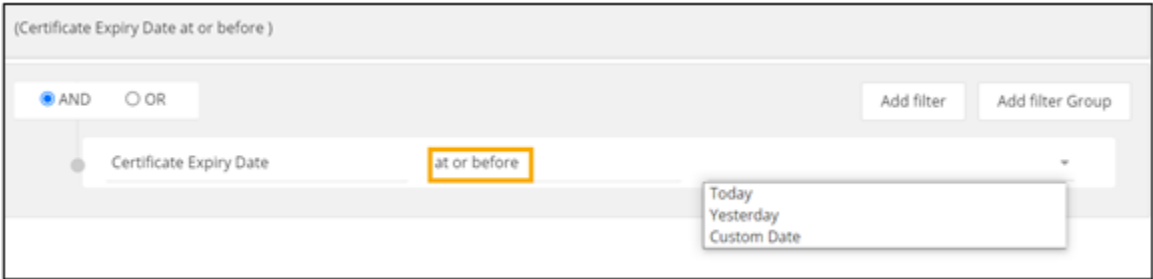 (Certificate Expiry Date at or before )
AND OR Add filter Add filter Group
Certificate Expiry Date at or before
Today
Yesterday
Custom Date